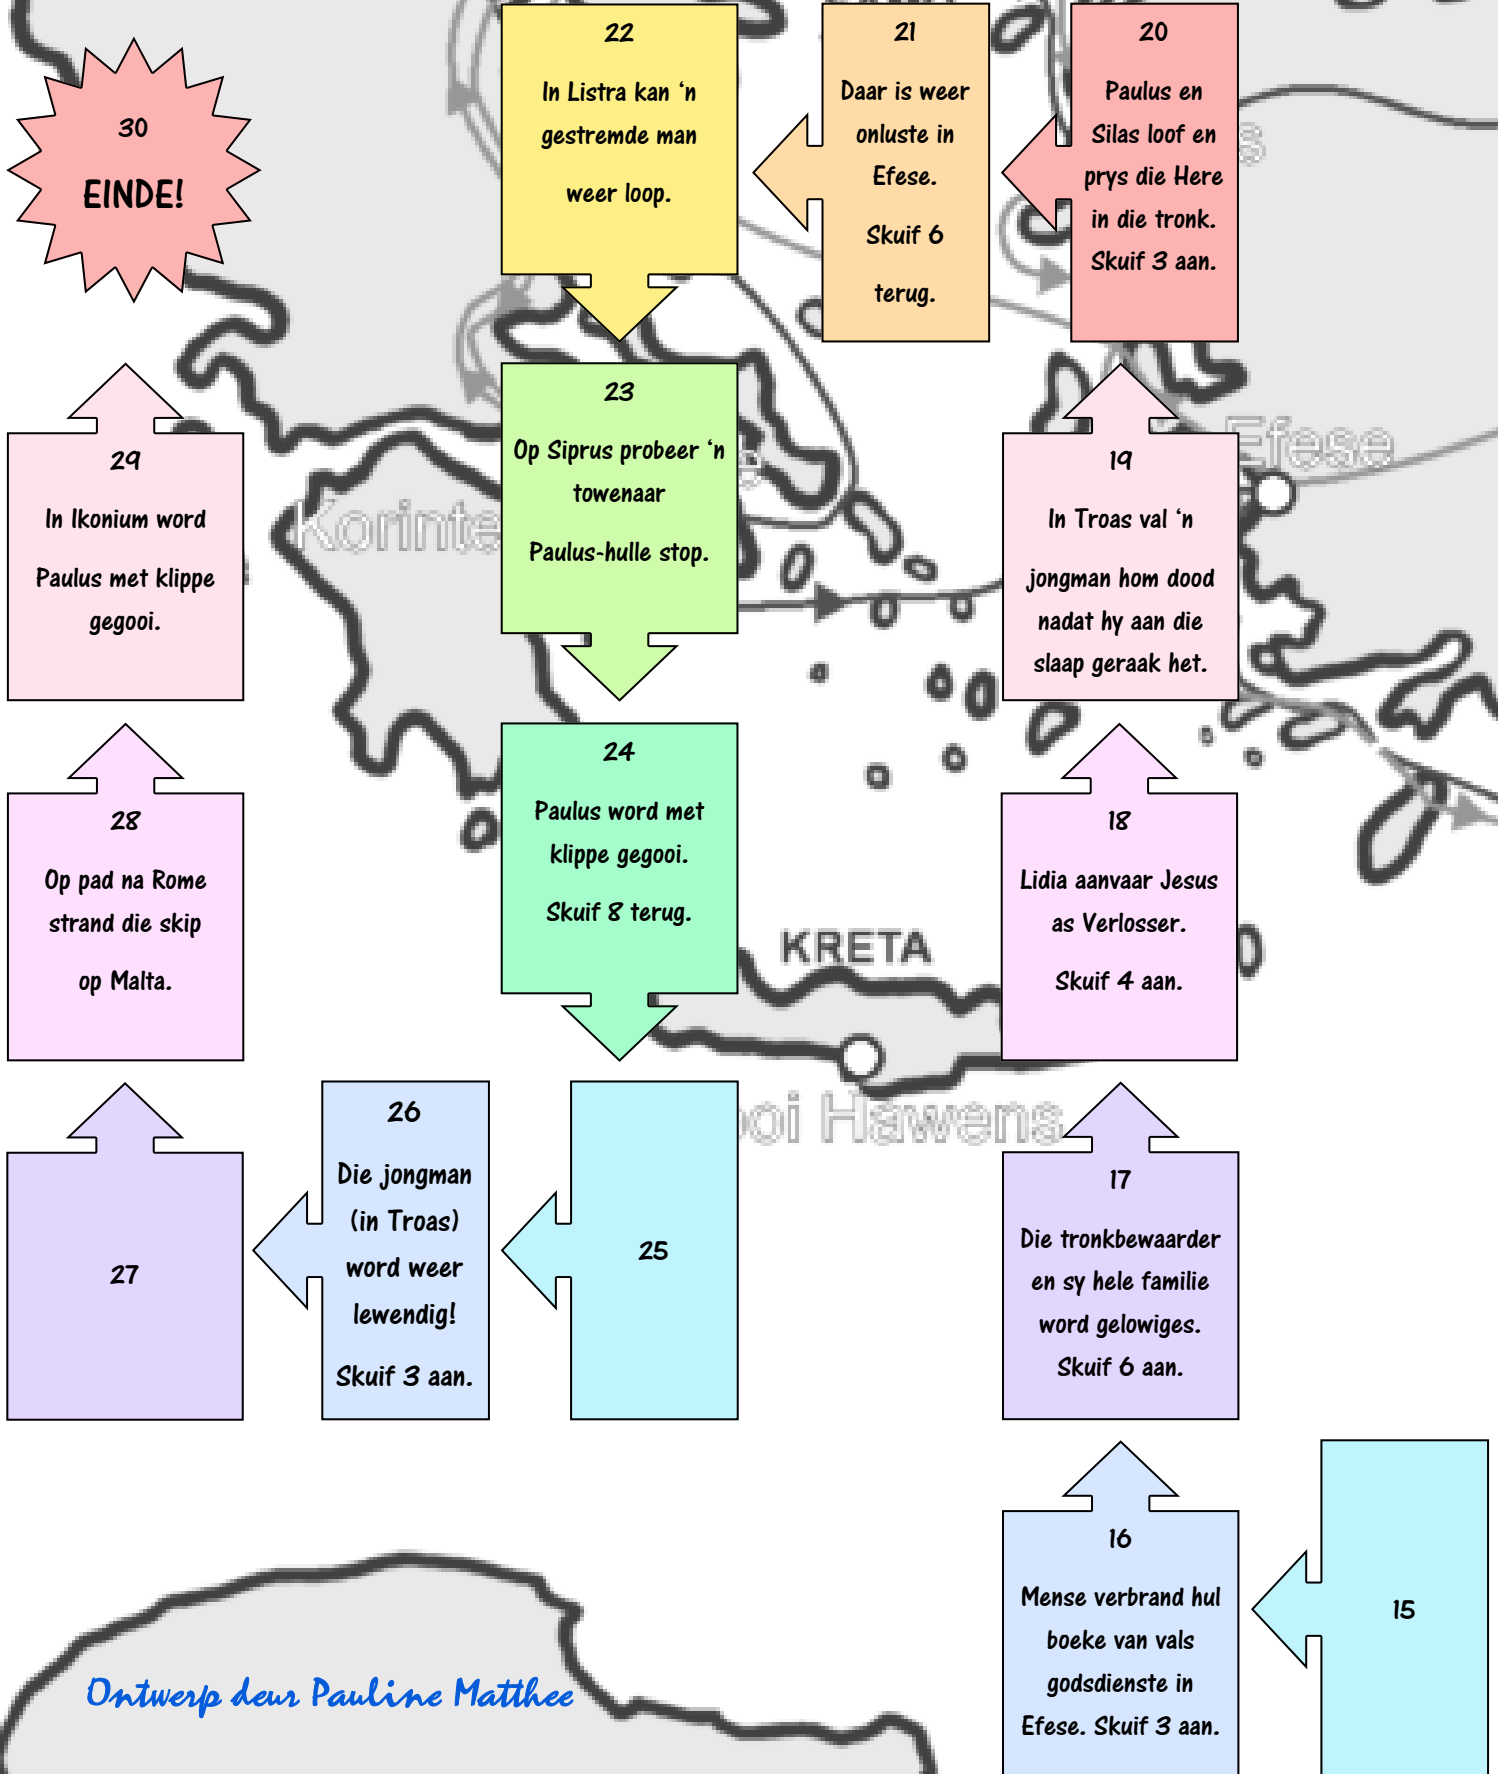 22
In Listra kan ‘n
gestremde man
weer loop.
21
Daar is weer
onluste in
Efese.
Skuif 6
terug.
20
Paulus en
Silas loof en
prys die Here
in die tronk.
Skuif 3 aan.
30
EINDE!
23
Op Siprus probeer ‘n
towenaar
Paulus-hulle stop.
29
In Ikonium word
Paulus met klippe
gegooi.
19
In Troas val ‘n
jongman hom dood
nadat hy aan die
slaap geraak het.
Efese
Korinte
24
Paulus word met
klippe gegooi.
Skuif 8 terug.
28
Op pad na Rome
strand die skip
op Malta.
18
Lidia aanvaar Jesus
as Verlosser.
Skuif 4 aan.
KRETA
ooi Hawens
26
Die jongman
(in Troas)
word weer
lewendig!
Skuif 3 aan.
25
27
17
Die tronkbewaarder
en sy hele familie
word gelowiges.
Skuif 6 aan.
16
Mense verbrand hul
boeke van vals
godsdienste in
Efese. Skuif 3 aan.
15
Ontwerp deur Pauline Matthee